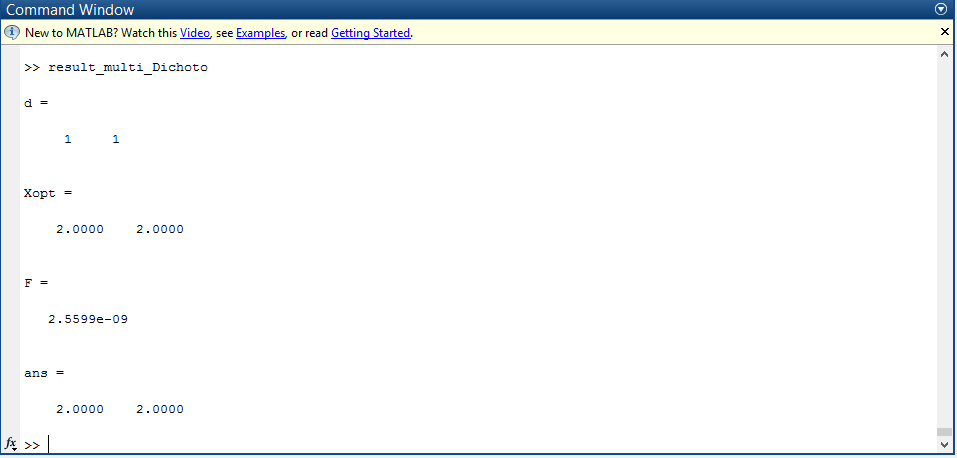 Command Window
New to MATLAB? Watch this Video, see Examples, or read Getting Started.
>> result_multi_Dichoto
d =
1 1
Xopt =
2.0000 2.0000
F =
2.5599e-09
ans =
2.0000 2.0000
fx >>